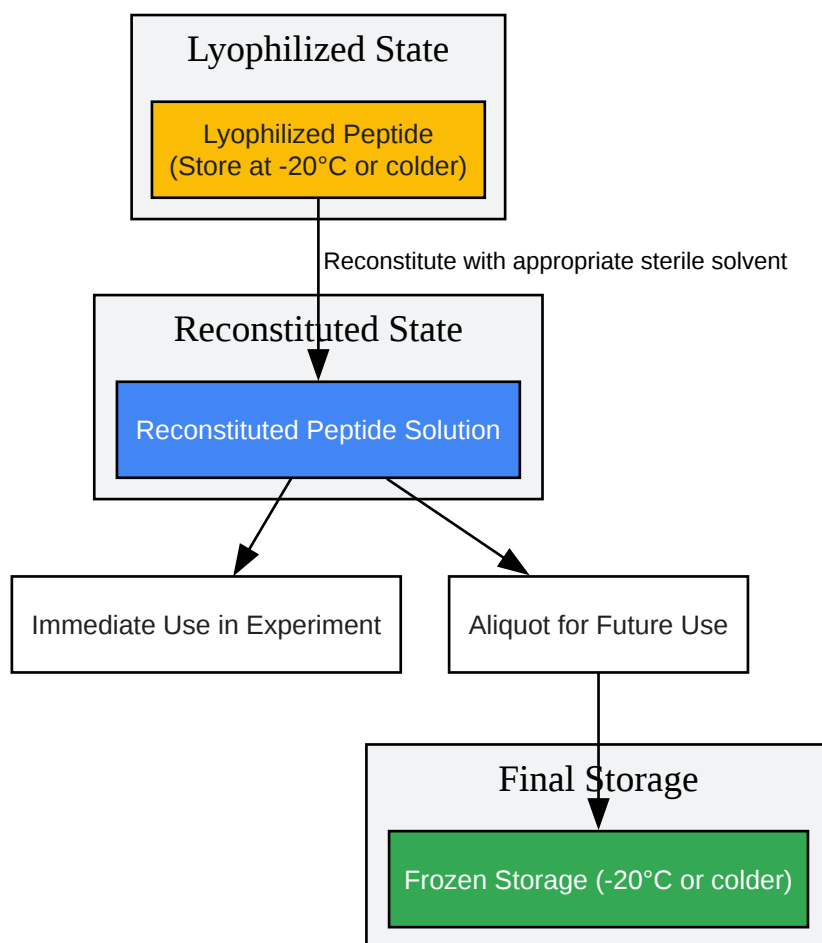 Lyophilized State
Lyophilized Peptide
(Store at -20°C or colder)
Reconstitute with appropriate sterile solvent
Reconstituted State
Reconstituted Peptide Solution
Immediate Use in Experiment
Aliquot for Future Use
Final Storage
Frozen Storage (-20°C or colder)